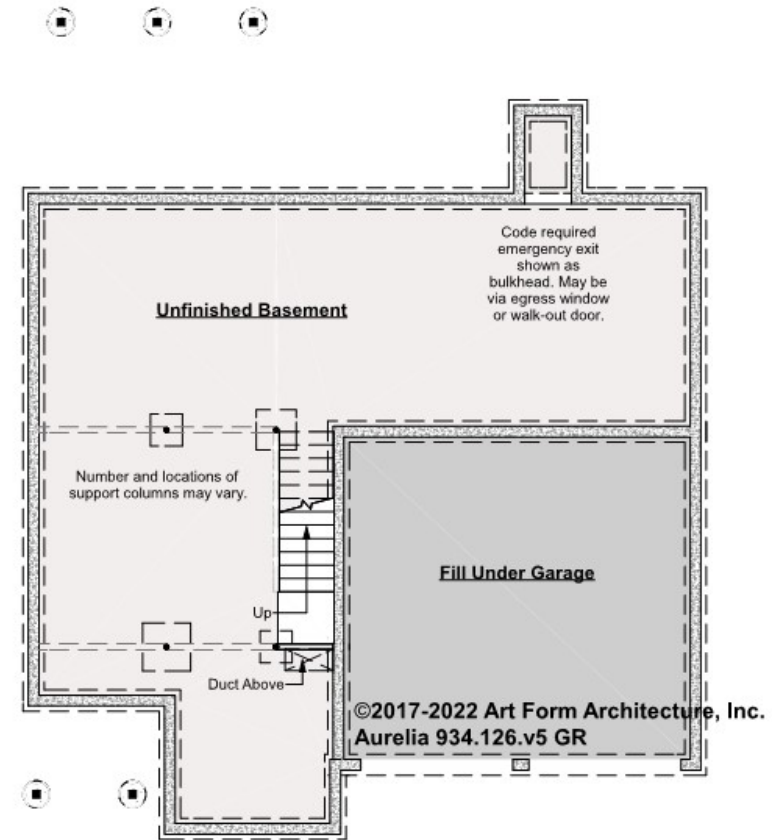 Code required
emergency exit
shown as
bulkhead. May be
via egress window
or walk-out door.
Unfinished Basement
Number and locations of
support columns may vary.
Fill Under Garage
Up
Duct Above
©2017-2022 Art Form Architecture, Inc.
Aurelia 934.126.v5 GR